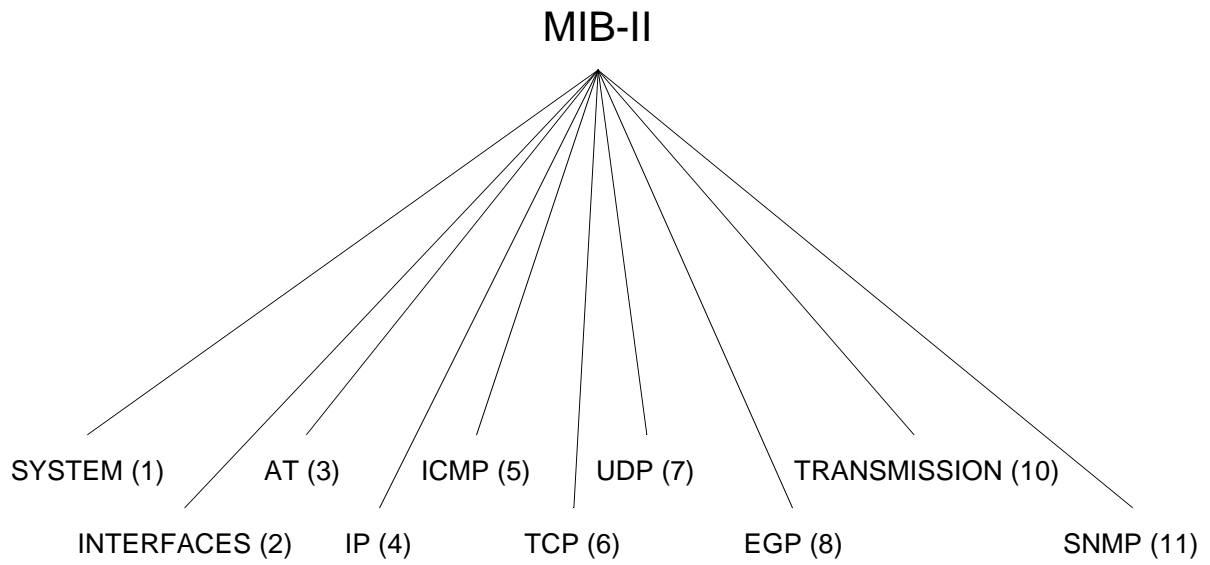 MIB-II
SYSTEM (1) AT (3) ICMP (5) UDP (7) TRANSMISSION (10)
INTERFACES (2) IP (4) TCP (6) EGP (8) SNMP (11)